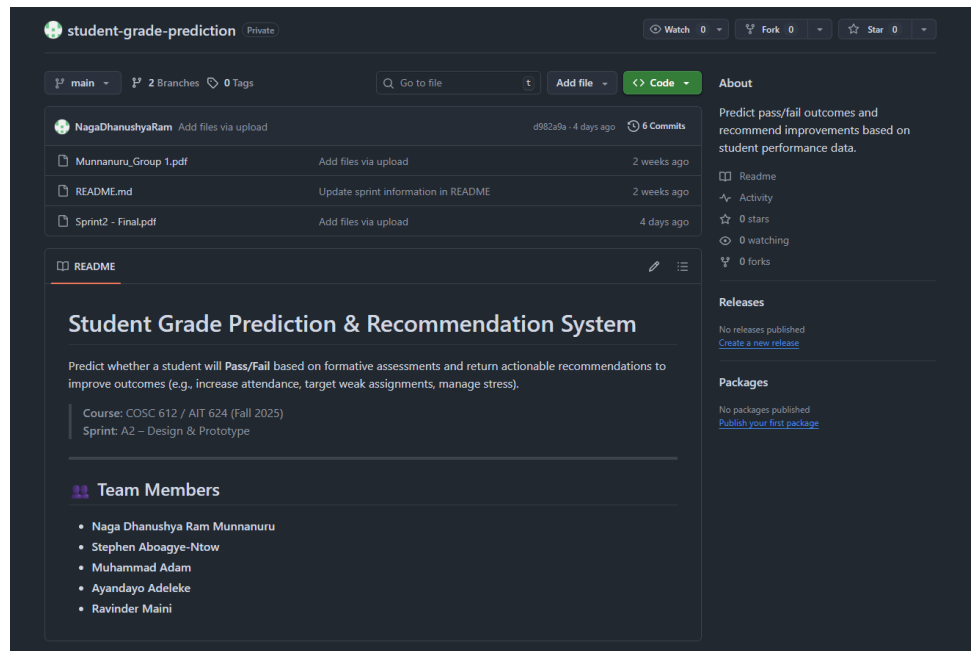 student-grade-prediction Private
Watch 0 Fork 0 Star 0
main 2 Branches 0 Tags Go to file t Add file Code
NagaDhanushyaRam Add files via upload d982a9a · 4 days ago 6 Commits
Munnanuru_Group 1.pdf Add files via upload 2 weeks ago
README.md Update sprint information in README 2 weeks ago
Sprint2 - Final.pdf Add files via upload 4 days ago
README
Student Grade Prediction & Recommendation System
Predict whether a student will Pass/Fail based on formative assessments and return actionable recommendations to
improve outcomes (e.g., increase attendance, target weak assignments, manage stress).
Course: COSC 612 / AIT 624 (Fall 2025)
Sprint: A2 – Design & Prototype
Team Members
• Naga Dhanushya Ram Munnanuru
• Stephen Aboagye-Ntow
• Muhammad Adam
• Ayandayo Adeleke
• Ravinder Maini
About
Predict pass/fail outcomes and
recommend improvements based on
student performance data.
Readme
Activity
0 stars
0 watching
0 forks
Releases
No releases published
Create a new release
Packages
No packages published
Publish your first package